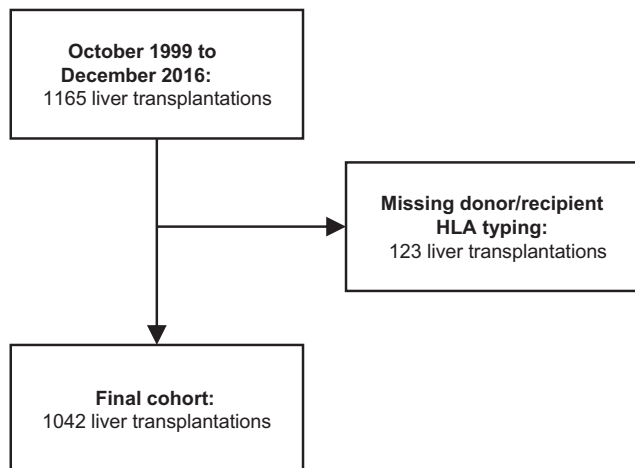 October 1999 to
December 2016:
1165 liver transplantations
Missing donor/recipient
HLA typing:
123 liver transplantations
Final cohort:
1042 liver transplantations